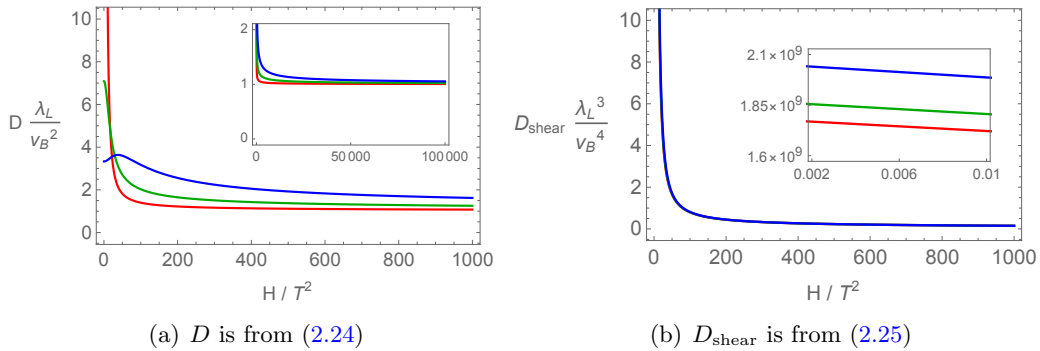 D λ_L / v_B^2
10
8
6
4
2
0
0 200 400 600 800 1000
H / T^2
2
1
0
0 50 000 100 000
D_shear λ_L^3 / v_B^4
10
8
6
4
2
0
0 200 400 600 800 1000
H / T^2
2.1×10^9
1.85×10^9
1.6×10^9
0.002 0.006 0.01
(a) D is from (2.24)
(b) D_shear is from (2.25)